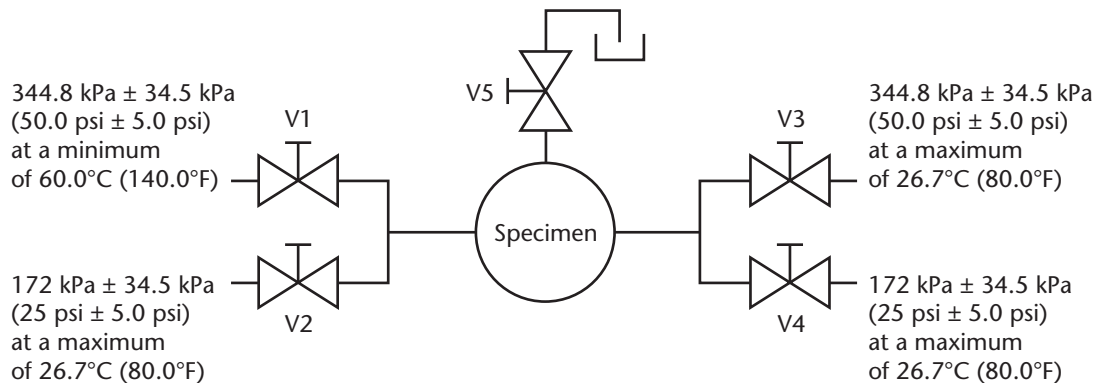 V5
344.8 kPa ± 34.5 kPa
(50.0 psi ± 5.0 psi)
at a minimum
of 60.0°C (140.0°F)
V1
V3
344.8 kPa ± 34.5 kPa
(50.0 psi ± 5.0 psi)
at a maximum
of 26.7°C (80.0°F)
Specimen
172 kPa ± 34.5 kPa
(25 psi ± 5.0 psi)
at a maximum
of 26.7°C (80.0°F)
V2
V4
172 kPa ± 34.5 kPa
(25 psi ± 5.0 psi)
at a maximum
of 26.7°C (80.0°F)